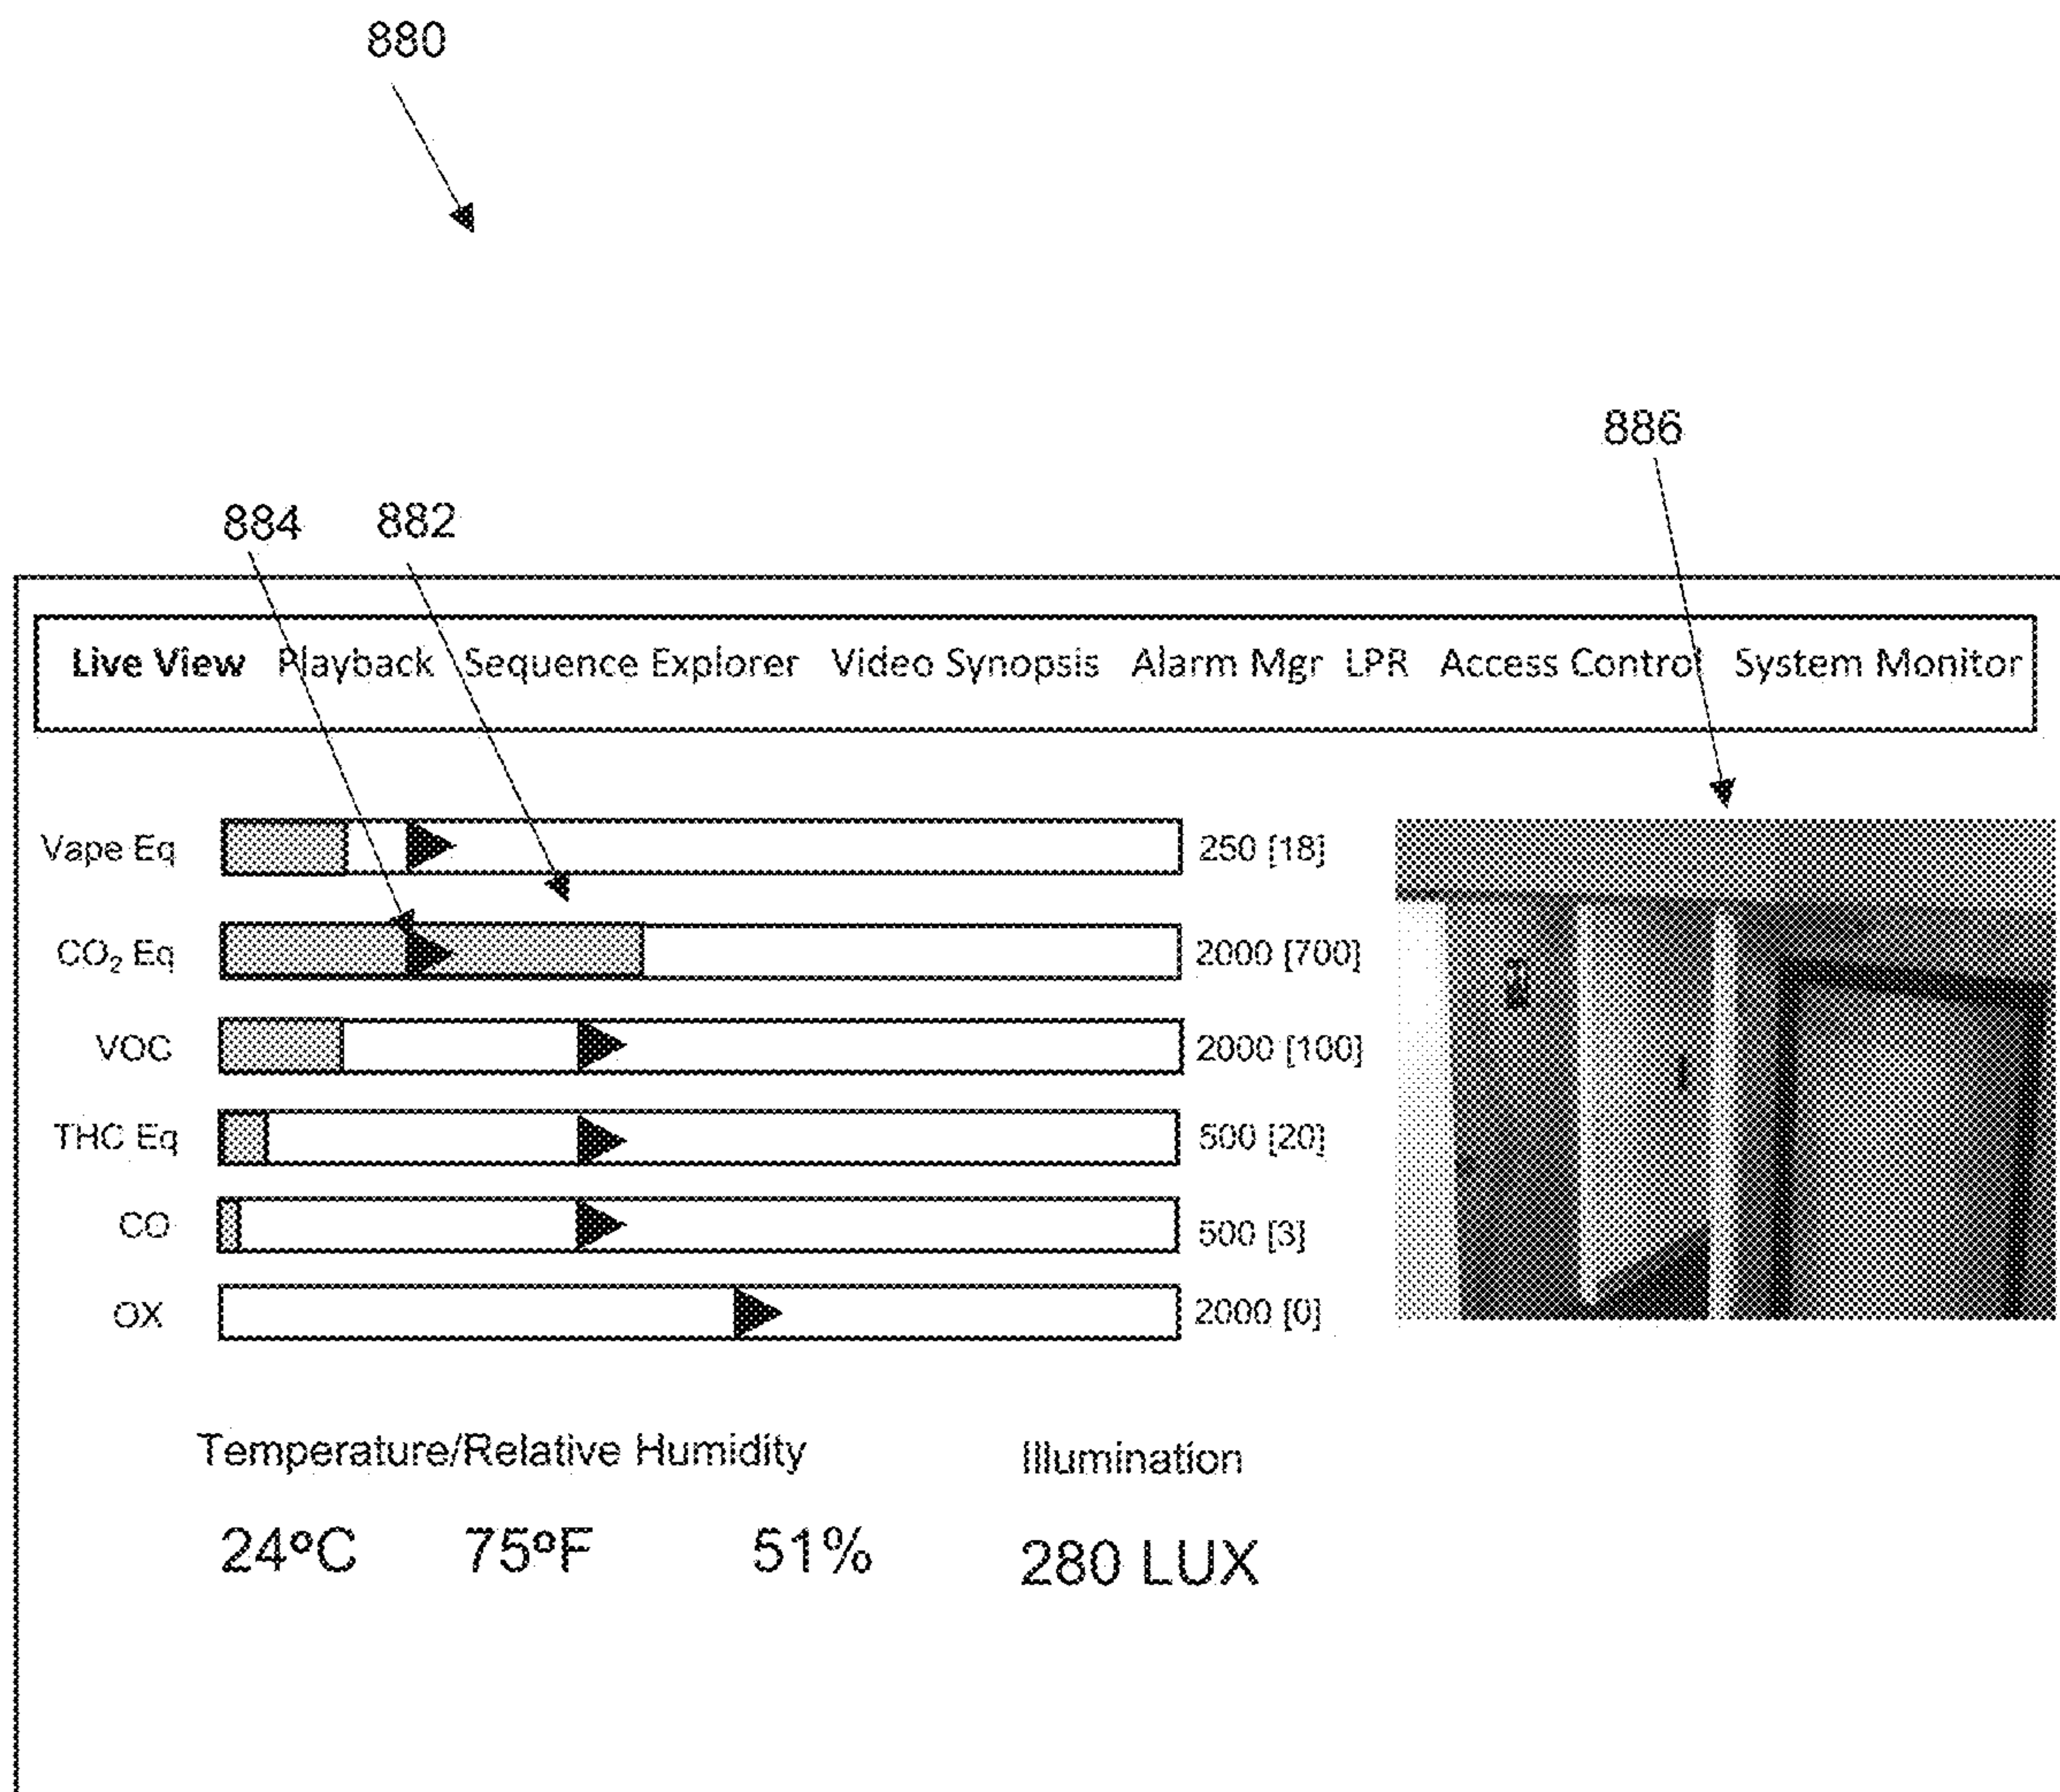 880
886
884 882
Live View Playback Sequence Explorer Video Synopsis Alarm Mgr LPR Access Control System Monitor
Vape Eq 250 [18]
CO₂ Eq 2000 [700]
VOC 2000 [100]
THC Eq 500 [20]
CO 500 [3]
OX 2000 [0]
Temperature/Relative Humidity Illumination
24ºC 75ºF 51% 280 LUX